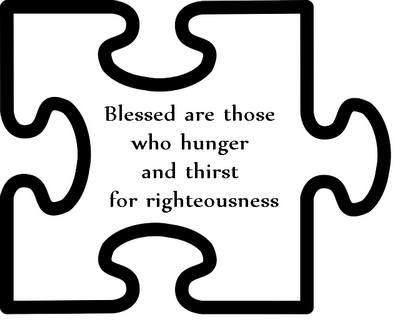 Blessed are those
who hunger
and thirst
for righteousness